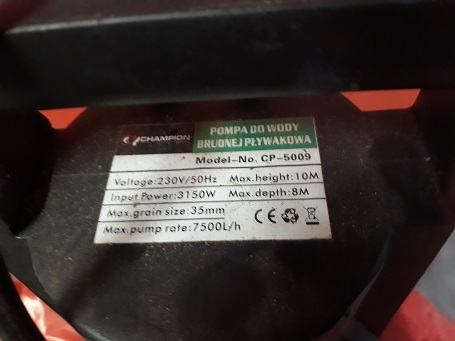 CHAMPION
POMPA DO WODY
BRUDNEJ PŁYWAKOWA
Model-No. CP-5009
Voltage:230V/50Hz Max.height:10M
Input Power:3150W Max.depth:8M
Max.grain size:35mm
Max.pump rate:7500L/h
CE